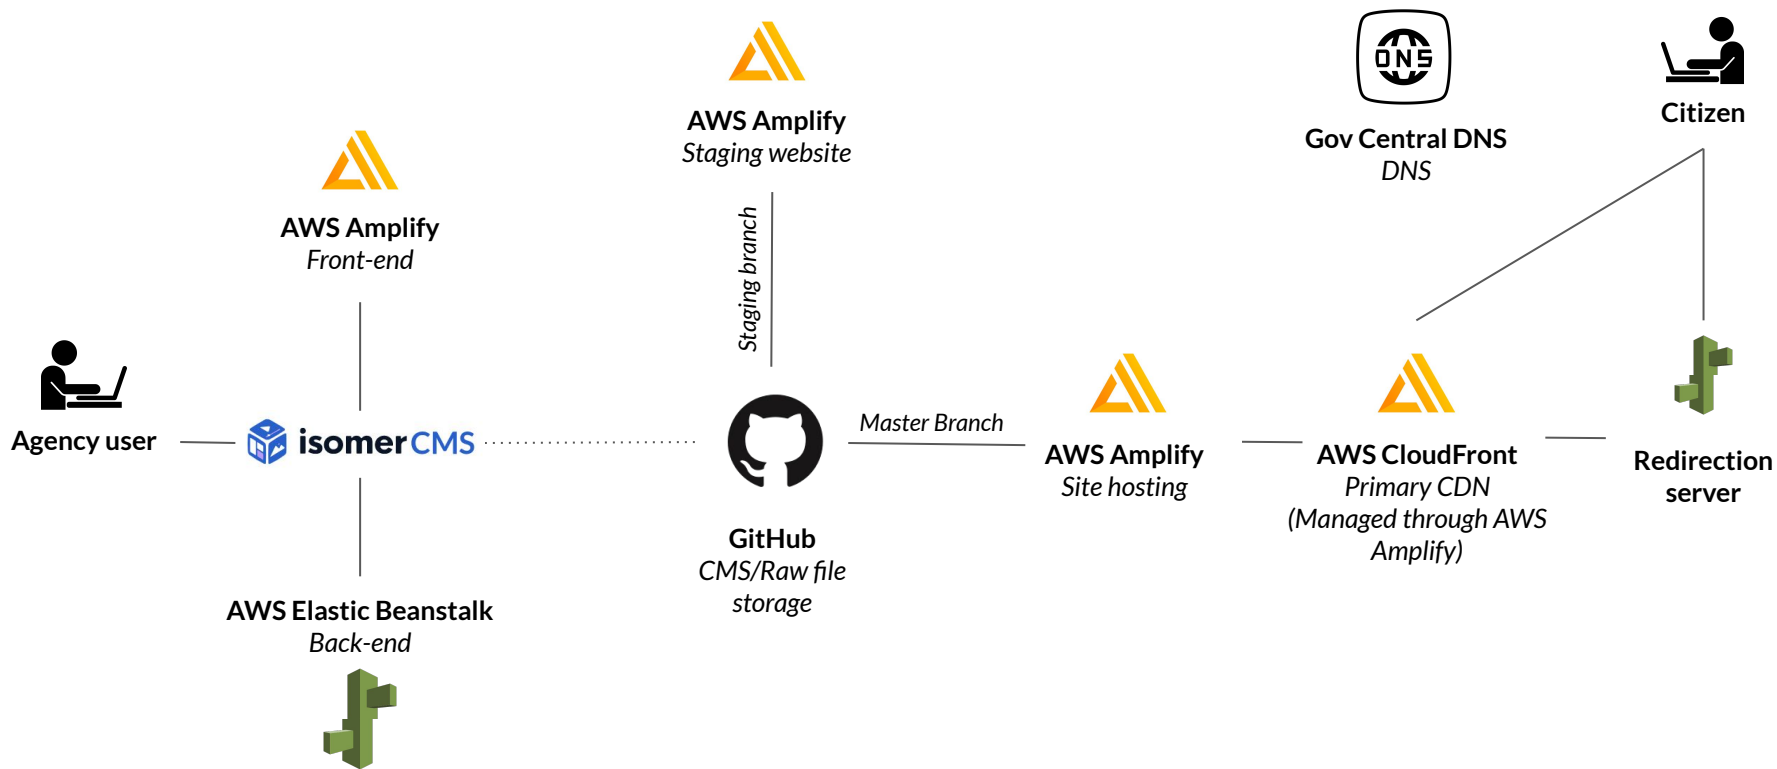 AWS Amplify
Staging website
DNS
Gov Central DNS
DNS
Citizen
AWS Amplify
Front-end
Staging branch
Agency user
isomerCMS
Master Branch
GitHub
CMS/Raw file
storage
AWS Amplify
Site hosting
AWS CloudFront
Primary CDN
(Managed through AWS
Amplify)
Redirection
server
AWS Elastic Beanstalk
Back-end